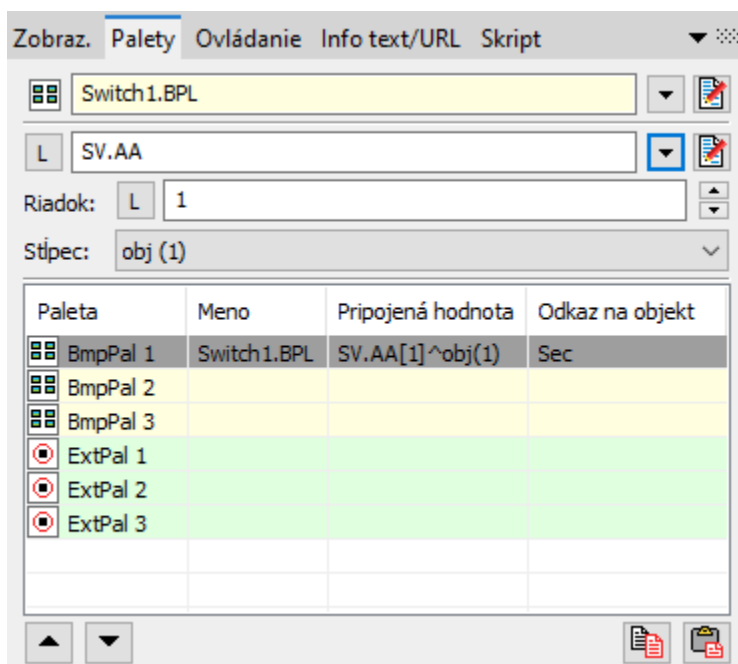 Zobraz. Palety Ovládanie Info text/URL Skript
Switch1.BPL
L SV.AA
Riadok: L 1
Stĺpec: obj (1)
Paleta Meno Pripojená hodnota Odkaz na objekt
BmpPal 1 Switch1.BPL SV.AA[1]^obj(1) Sec
BmpPal 2
BmpPal 3
ExtPal 1
ExtPal 2
ExtPal 3